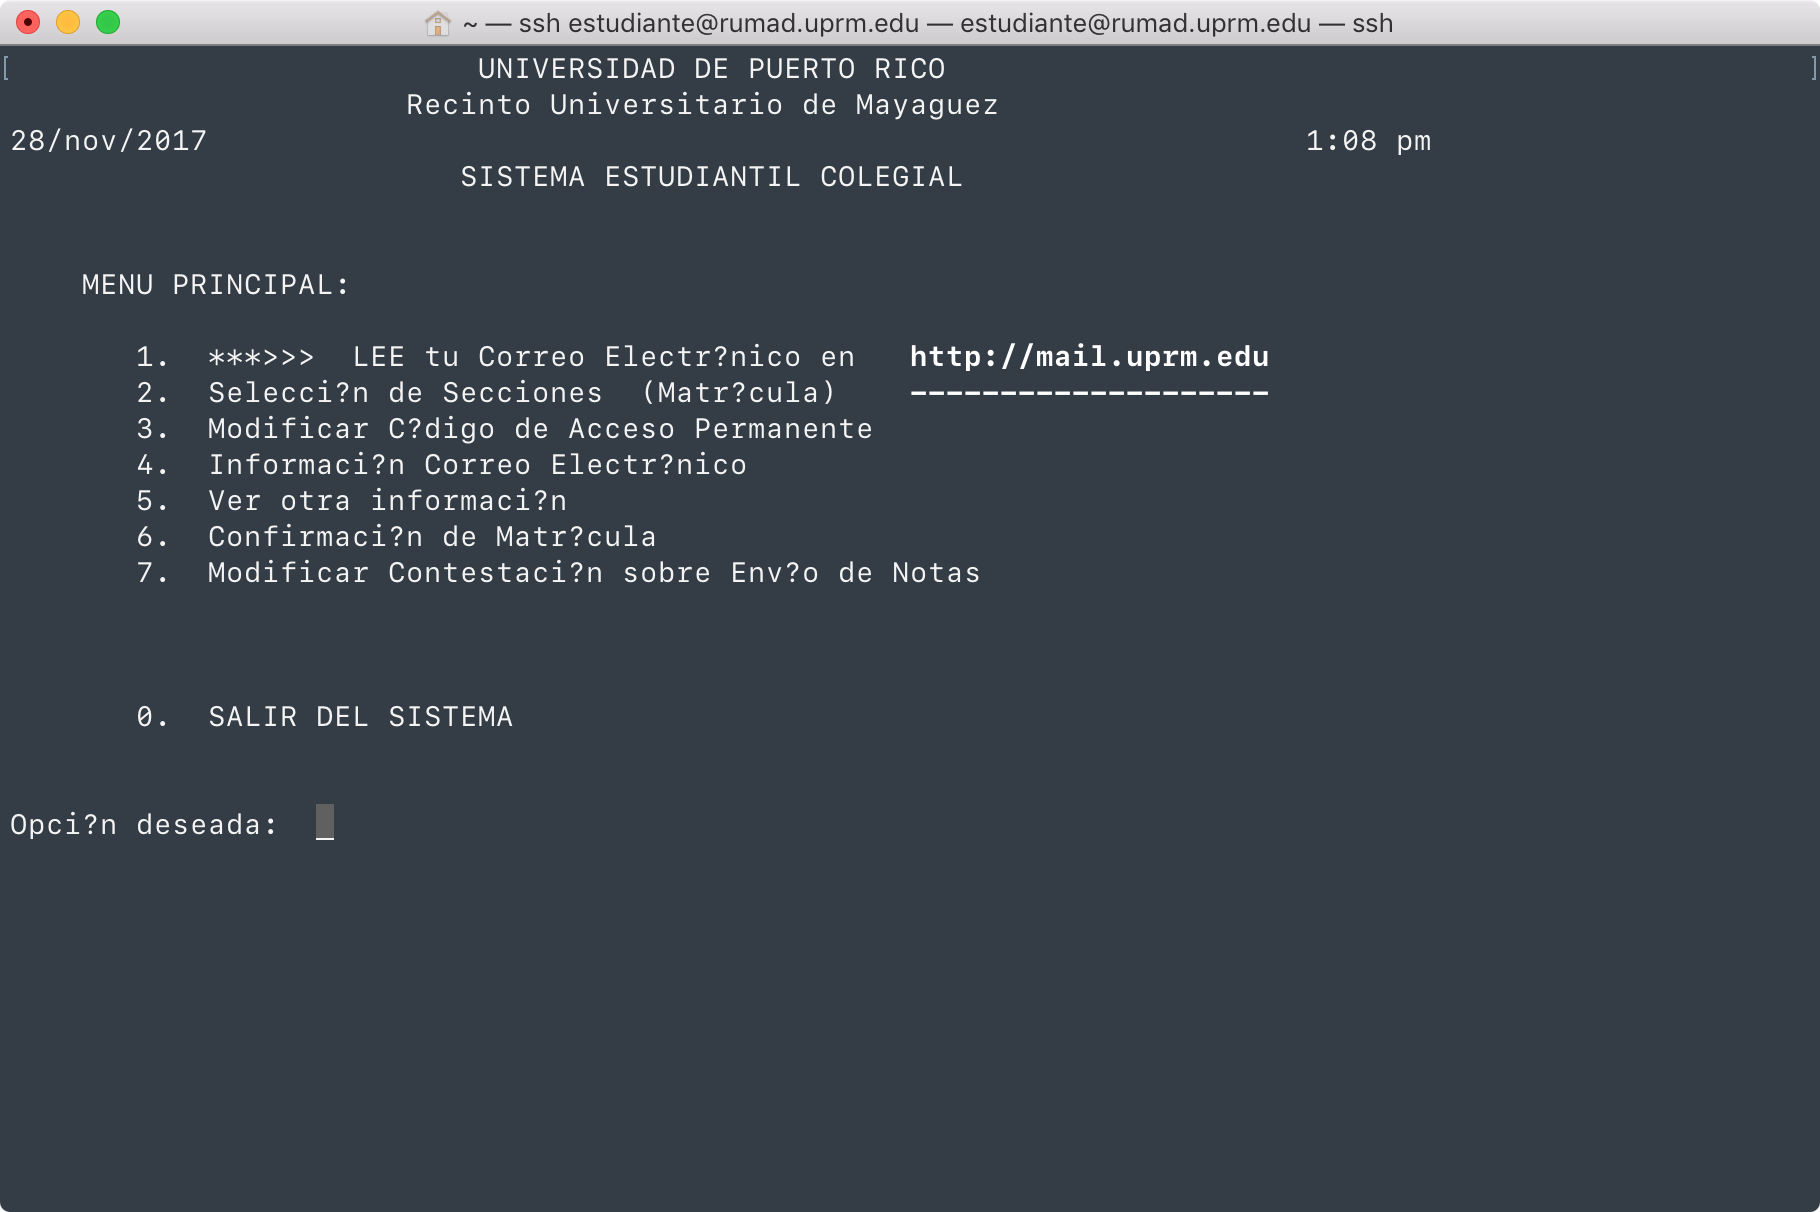 ~ — ssh estudiante@rumad.uprm.edu — estudiante@rumad.uprm.edu — ssh
[ UNIVERSIDAD DE PUERTO RICO ]
Recinto Universitario de Mayaguez
28/nov/2017 1:08 pm
SISTEMA ESTUDIANTIL COLEGIAL
MENU PRINCIPAL:
1. ***>>> LEE tu Correo Electr?nico en http://mail.uprm.edu
2. Selecci?n de Secciones (Matr?cula) --------------------
3. Modificar C?digo de Acceso Permanente
4. Informaci?n Correo Electr?nico
5. Ver otra informaci?n
6. Confirmaci?n de Matr?cula
7. Modificar Contestaci?n sobre Env?o de Notas
0. SALIR DEL SISTEMA
Opci?n deseada: _